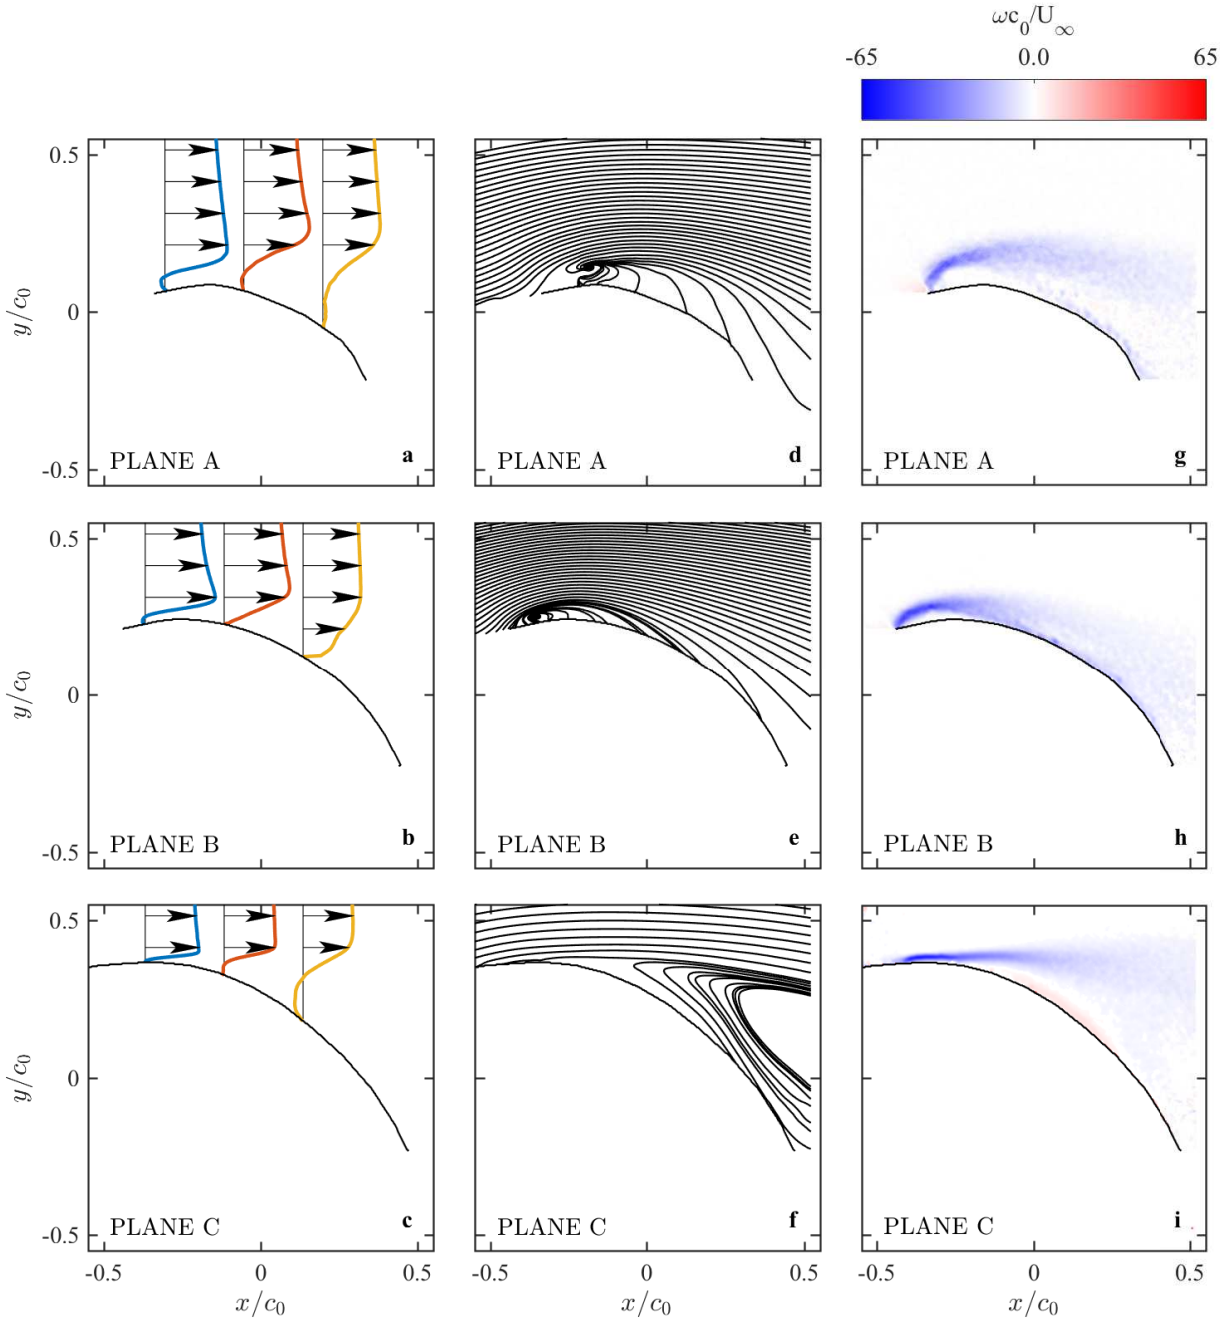 ωc₀/U∞
-65 0.0 65
0.5
0
-0.5
y/c₀
PLANE A a
PLANE A d
PLANE A g
0.5
0
-0.5
y/c₀
PLANE B b
PLANE B e
PLANE B h
0.5
0
-0.5
y/c₀
PLANE C c
PLANE C f
PLANE C i
-0.5 0 0.5
-0.5 0 0.5
-0.5 0 0.5
x/c₀
x/c₀
x/c₀